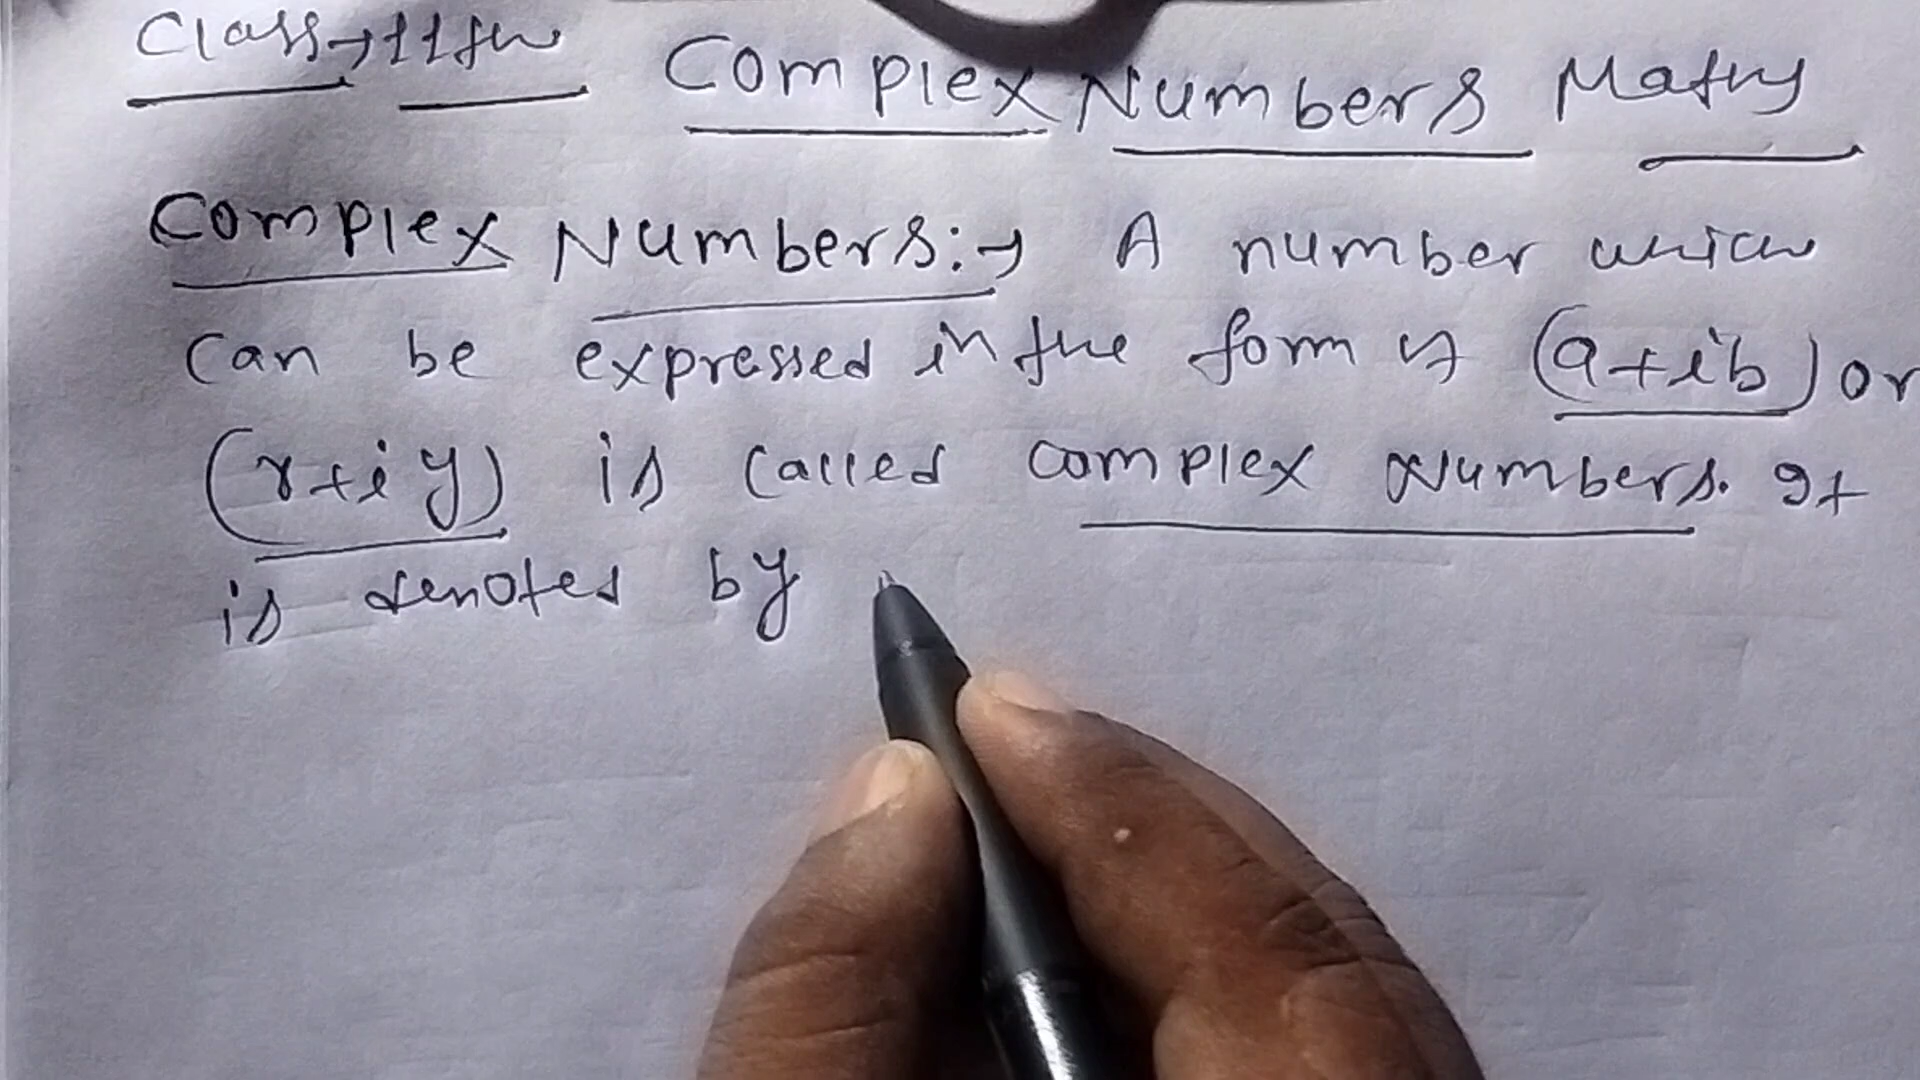 Class→11th Complex Numbers Maths
Complex Numbers:→ A number which
can be expressed in the form of (a+ib) or
(x+iy) is called complex Numbers. It
is denoted by